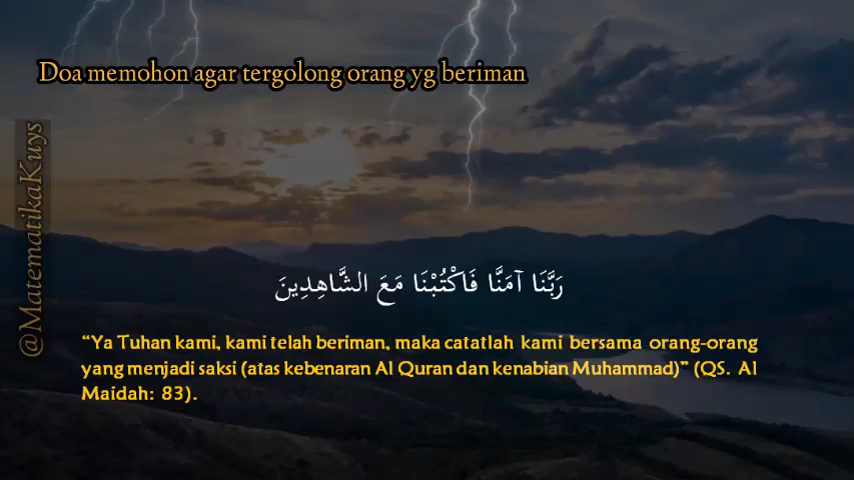 Doa memohon agar tergolong orang yg beriman
@MatematikaKuys
رَبَّنَا آمَنَّا فَاكْتُبْنَا مَعَ الشَّاهِدِينَ
“Ya Tuhan kami, kami telah beriman, maka catatlah kami bersama orang-orang
yang menjadi saksi (atas kebenaran Al Quran dan kenabian Muhammad)” (QS. Al
Maidah: 83).